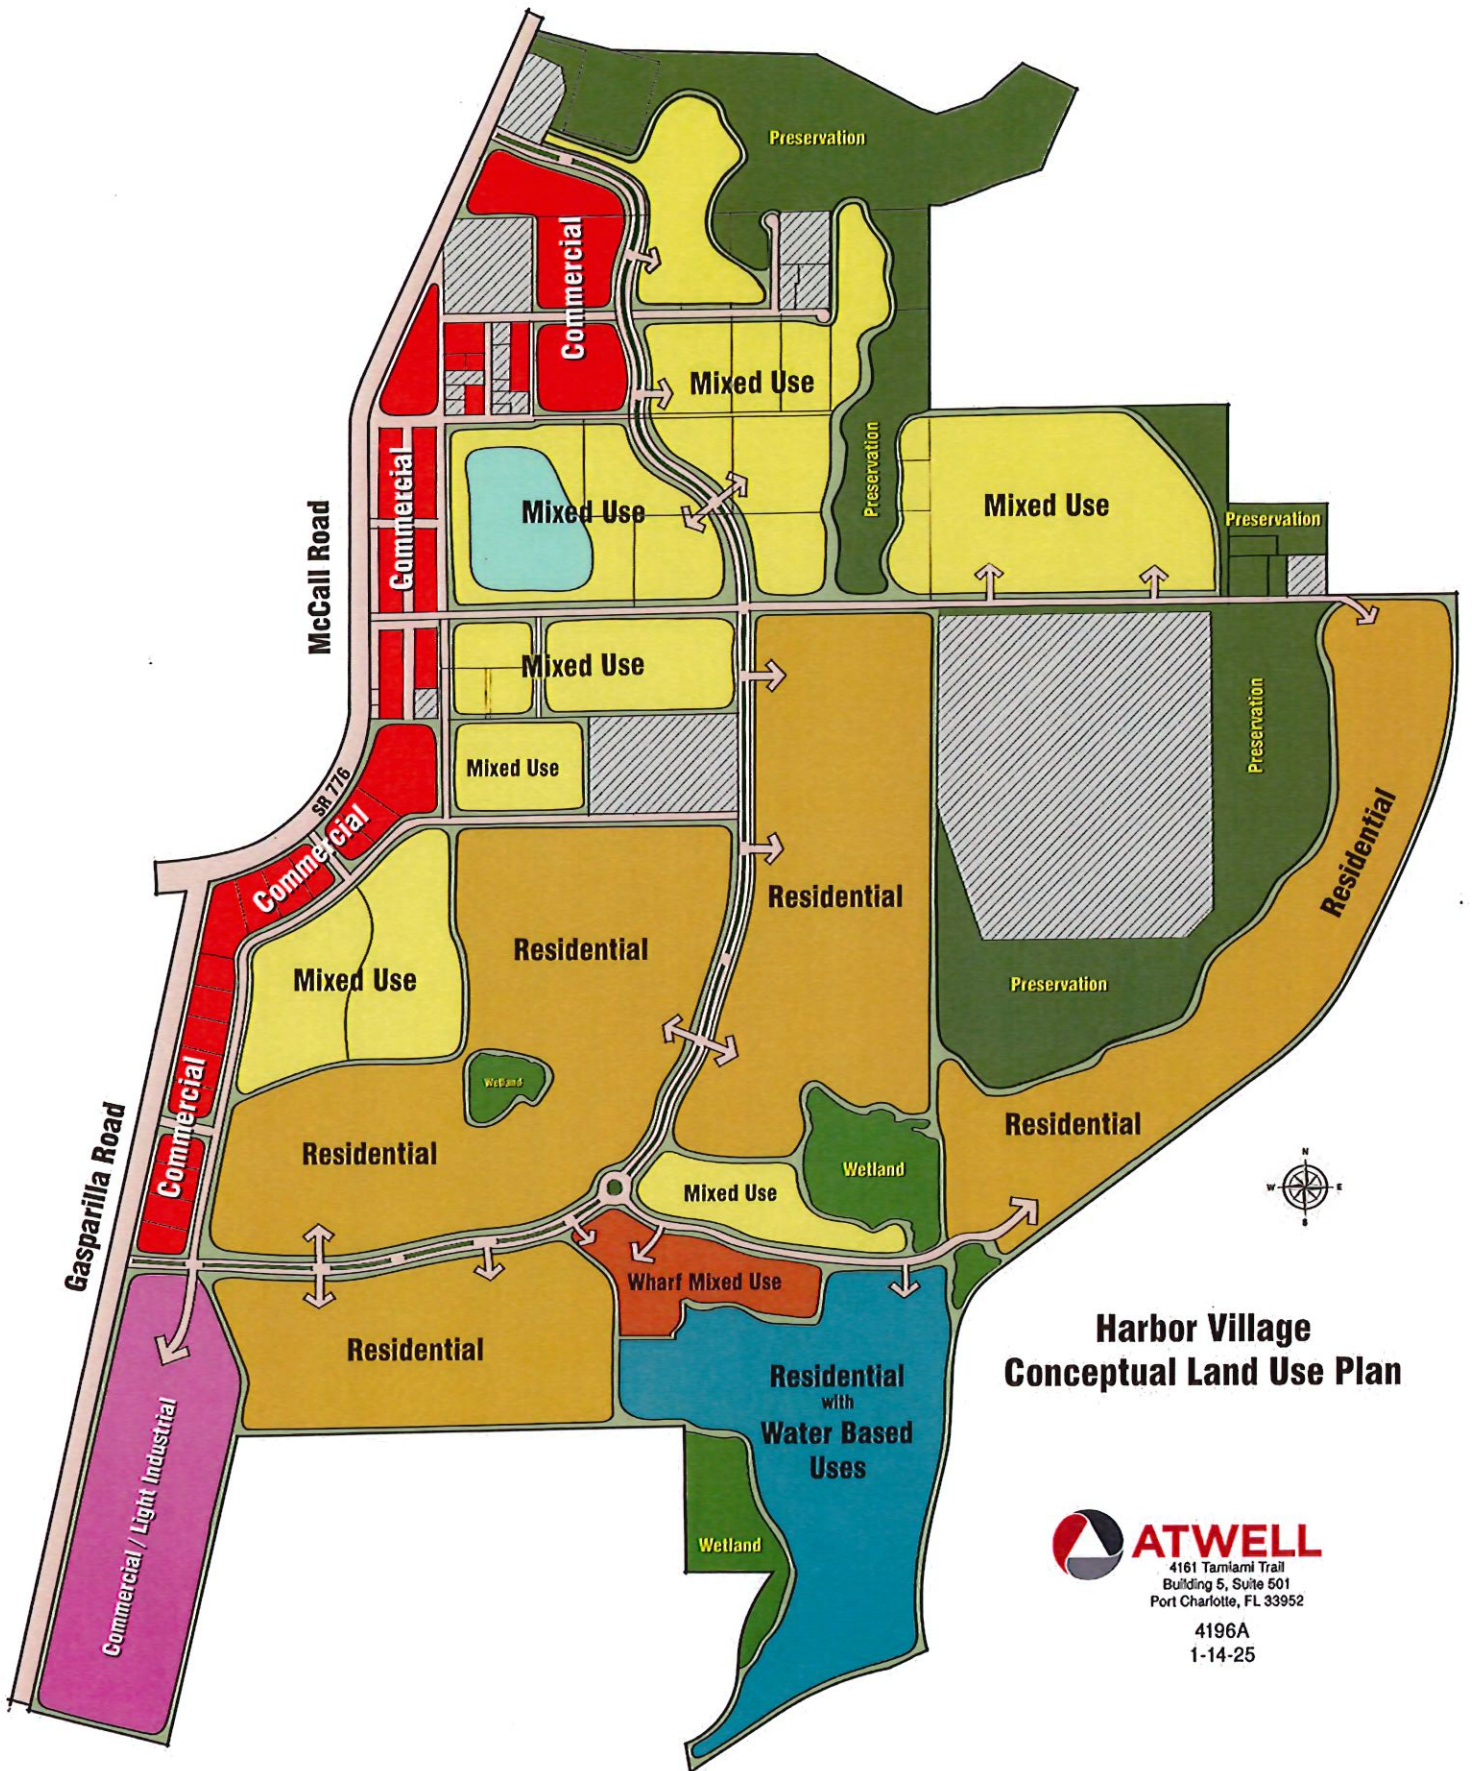 Preservation
Commercial
Mixed Use
Preservation
Commercial
Mixed Use
Mixed Use
Preservation
McCall Road
Mixed Use
Preservation
SR 776
Mixed Use
Commercial
Residential
Residential
Residential
Mixed Use
Preservation
Commercial
Wetland
Residential
Residential
Gasparilla Road
Wetland
Mixed Use
N
W
E
S
Wharf Mixed Use
Residential
Residential
with
Water Based
Uses
Commercial / Light Industrial
Wetland
Harbor Village
Conceptual Land Use Plan
ATWELL
4161 Tamiami Trail
Building 5, Suite 501
Port Charlotte, FL 33952
4196A
1-14-25